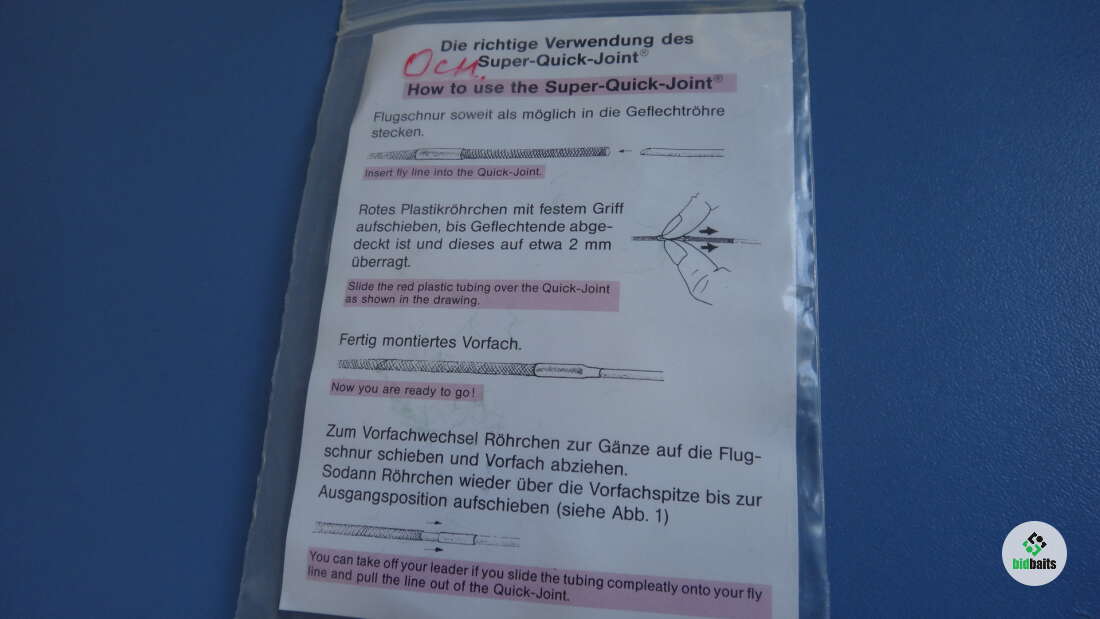 Die richtige Verwendung des
Осн. Super-Quick-Joint®
How to use the Super-Quick-Joint®
Flugschnur soweit als möglich in die Geflechtröhre
stecken.
Insert fly line into the Quick-Joint.
Rotes Plastikröhrchen mit festem Griff
aufschieben, bis Geflechtende abge-
deckt ist und dieses auf etwa 2 mm
überragt.
Slide the red plastic tubing over the Quick-Joint
as shown in the drawing.
Fertig montiertes Vorfach.
Now you are ready to go!
Zum Vorfachwechsel Röhrchen zur Gänze auf die Flug-
schnur schieben und Vorfach abziehen.
Sodann Röhrchen wieder über die Vorfachspitze bis zur
Ausgangsposition aufschieben (siehe Abb. 1)
You can take off your leader if you slide the tubing compleatly onto your fly
line and pull the line out of the Quick-Joint.
bidbaits